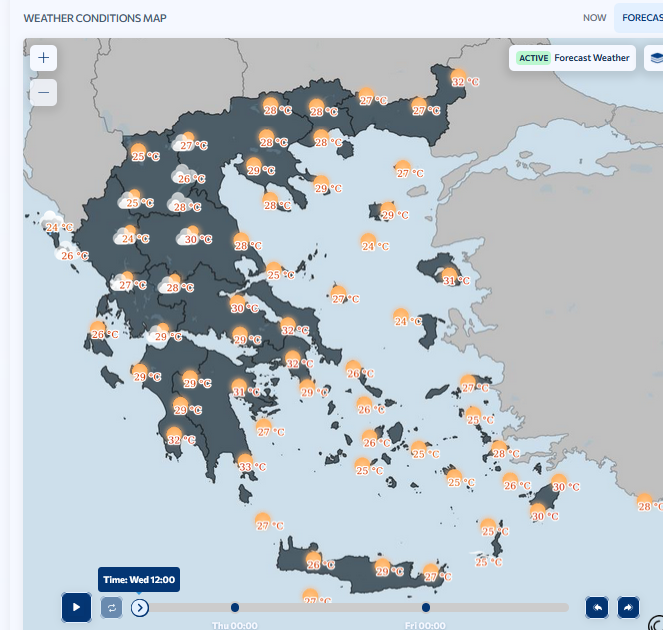 WEATHER CONDITIONS MAP
NOW
FORECAS
+
ACTIVE Forecast Weather
−
32 °C
27 °C
28 °C
28 °C
27 °C
28 °C
28 °C
27 °C
25 °C
29 °C
27 °C
26 °C
29 °C
25 °C
28 °C
28 °C
29 °C
24 °C
24 °C
30 °C
28 °C
24 °C
26 °C
25 °C
31 °C
27 °C
28 °C
27 °C
30 °C
24 °C
26 °C
29 °C
29 °C
32 °C
32 °C
29 °C
29 °C
31 °C
29 °C
26 °C
27 °C
29 °C
26 °C
25 °C
32 °C
27 °C
26 °C
25 °C
28 °C
33 °C
25 °C
25 °C
26 °C
30 °C
28 °C
30 °C
27 °C
25 °C
26 °C
29 °C
27 °C
25 °C
Time: Wed 12:00
27 °C
Thu 00:00
Fri 00:00